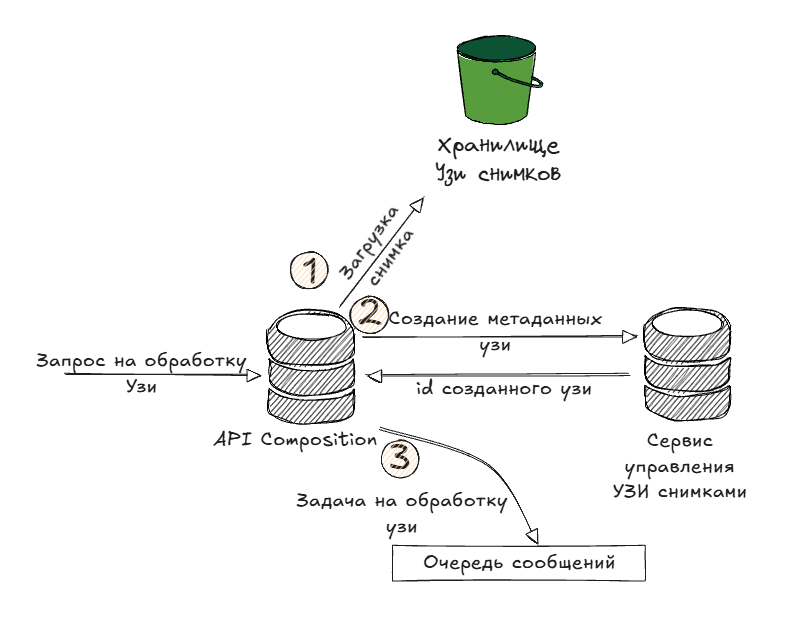 Хранилище
Узи снимков
Загрузка
снимка
1
2
Создание метаданных
узи
Запрос на обработку
Узи
id созданного узи
API Composition
Сервис
управления
УЗИ снимками
3
Задача на обработку
узи
Очередь сообщений